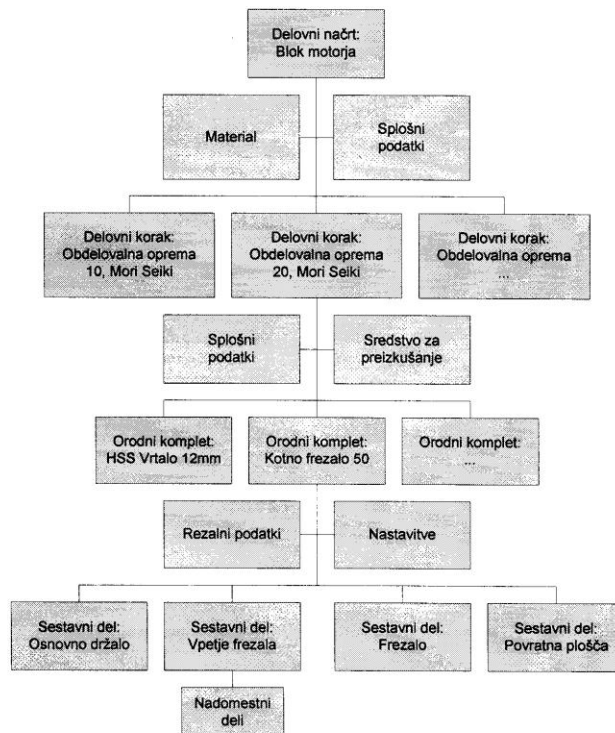 Delovni načrt:
Blok motorja
Material
Splošni
podatki
Delovni korak:
Obdelovalna oprema
10, Mori Seiki
Delovni korak:
Obdelovalna oprema
20, Mori Seiki
Delovni korak:
Obdelovalna oprema
...
Splošni
podatki
Sredstvo za
preizkušanje
Orodni komplet:
HSS Vrtalo 12mm
Orodni komplet:
Kotno frezalo 50
Orodni komplet:
...
Rezalni podatki
Nastavitve
Sestavni del:
Osnovno držalo
Sestavni del:
Vpetje frezala
Sestavni del:
Frezalo
Sestavni del:
Povratna plošča
Nadomestni
deli